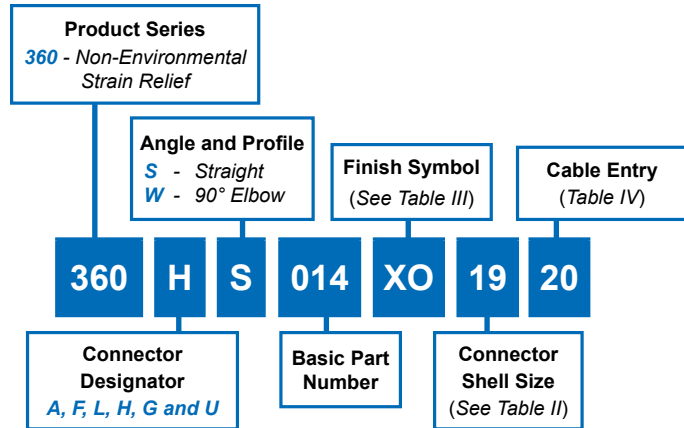 Product Series
360 - Non-Environmental
Strain Relief
Angle and Profile
S - Straight
W - 90° Elbow
Finish Symbol
(See Table III)
Cable Entry
(Table IV)
360 H S 014 XO 19 20
Connector
Designator
A, F, L, H, G and U
Basic Part
Number
Connector
Shell Size
(See Table II)